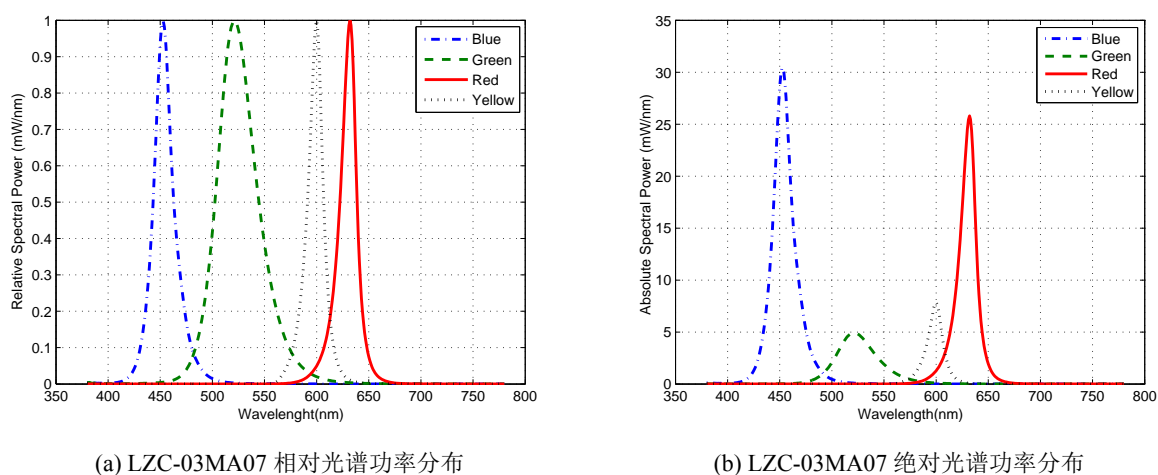 1
0.9
0.8
0.7
0.6
0.5
0.4
0.3
0.2
0.1
0
Relative Spectral Power (mW/nm)
350 400 450 500 550 600 650 700 750 800
Wavelenght(nm)
Blue
Green
Red
Yellow
(a) LZC-03MA07 相对光谱功率分布
35
30
25
20
15
10
5
0
Absolute Spectral Power (mW/nm)
350 400 450 500 550 600 650 700 750 800
Wavelength(nm)
Blue
Green
Red
Yellow
(b) LZC-03MA07 绝对光谱功率分布